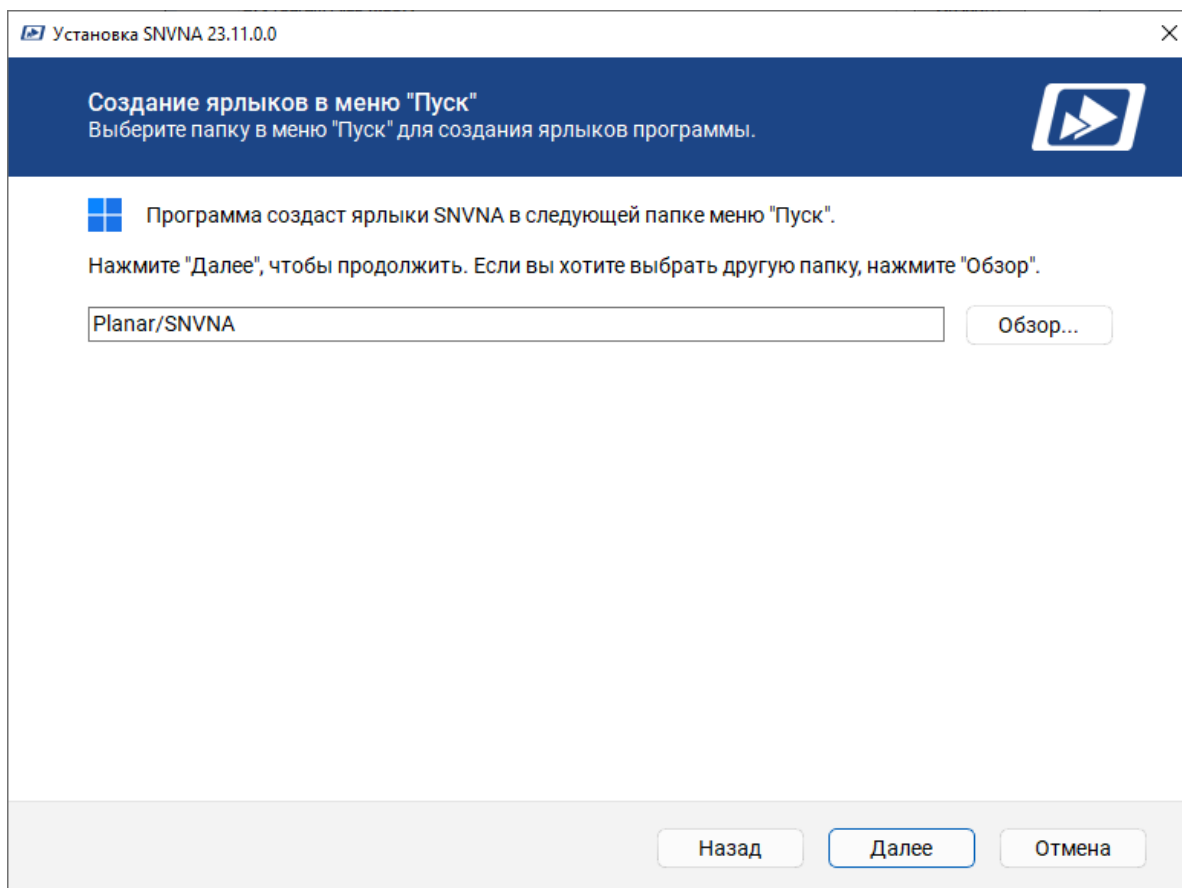 Установка SNVNA 23.11.0.0
Создание ярлыков в меню "Пуск"
Выберите папку в меню "Пуск" для создания ярлыков программы.
Программа создаст ярлыки SNVNA в следующей папке меню "Пуск".
Нажмите "Далее", чтобы продолжить. Если вы хотите выбрать другую папку, нажмите "Обзор".
Planar/SNVNA
Обзор...
Назад
Далее
Отмена